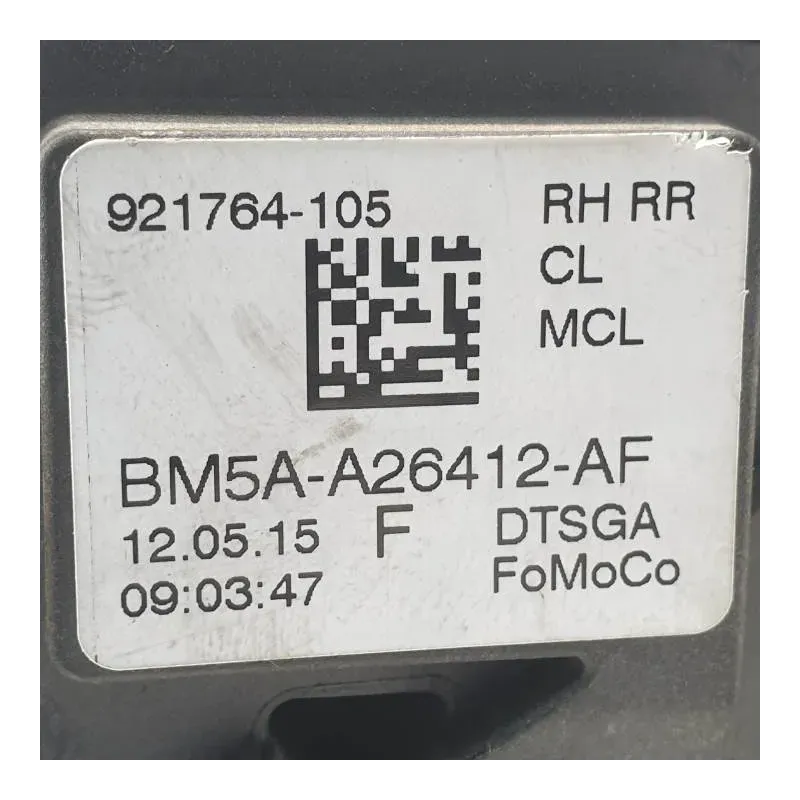 921764-105 RH RR
CL
MCL
BM5A-A26412-AF
12.05.15 F DTSGA
09:03:47 FoMoCo